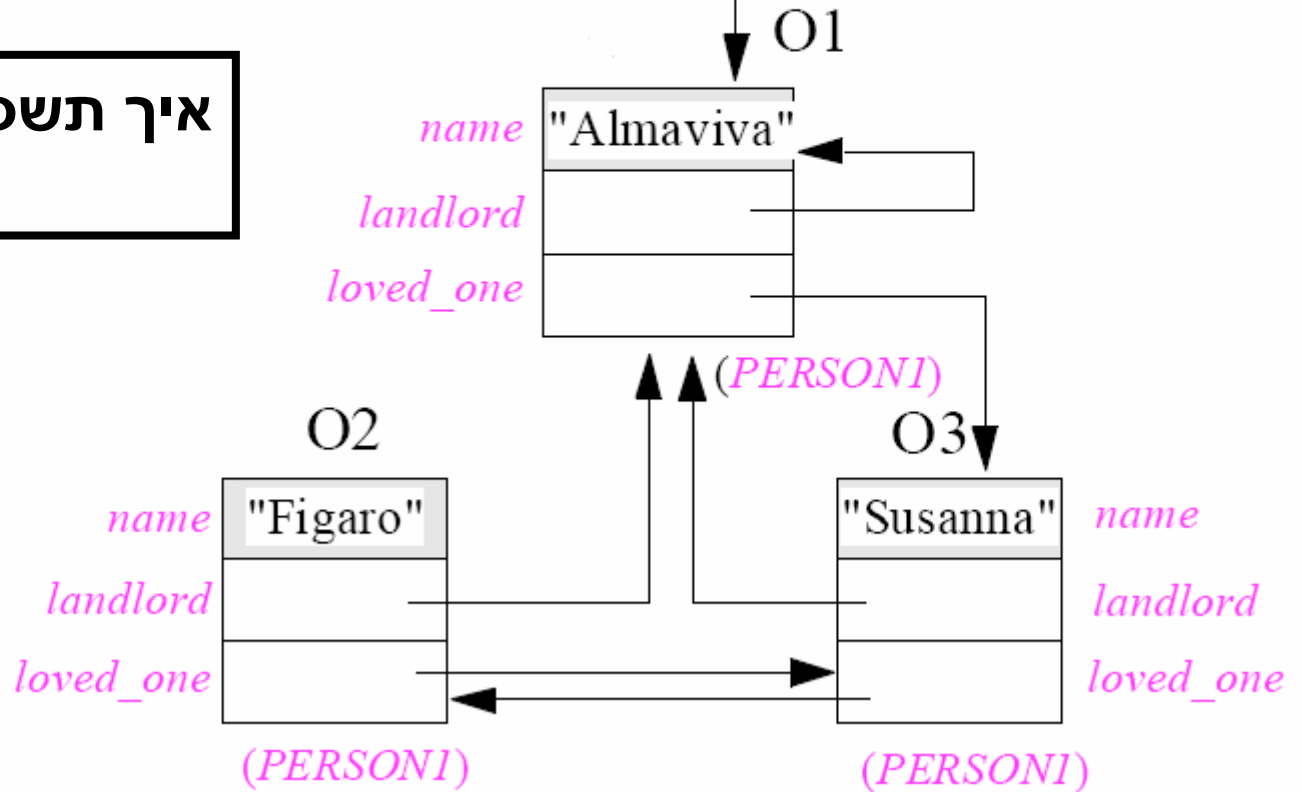 O1
איך
name "Almaviva"
landlord
loved_one
(PERSON1)
O2
O3
name "Figaro"
"Susanna" name
landlord
landlord
loved_one
loved_one
(PERSON1)
(PERSON1)